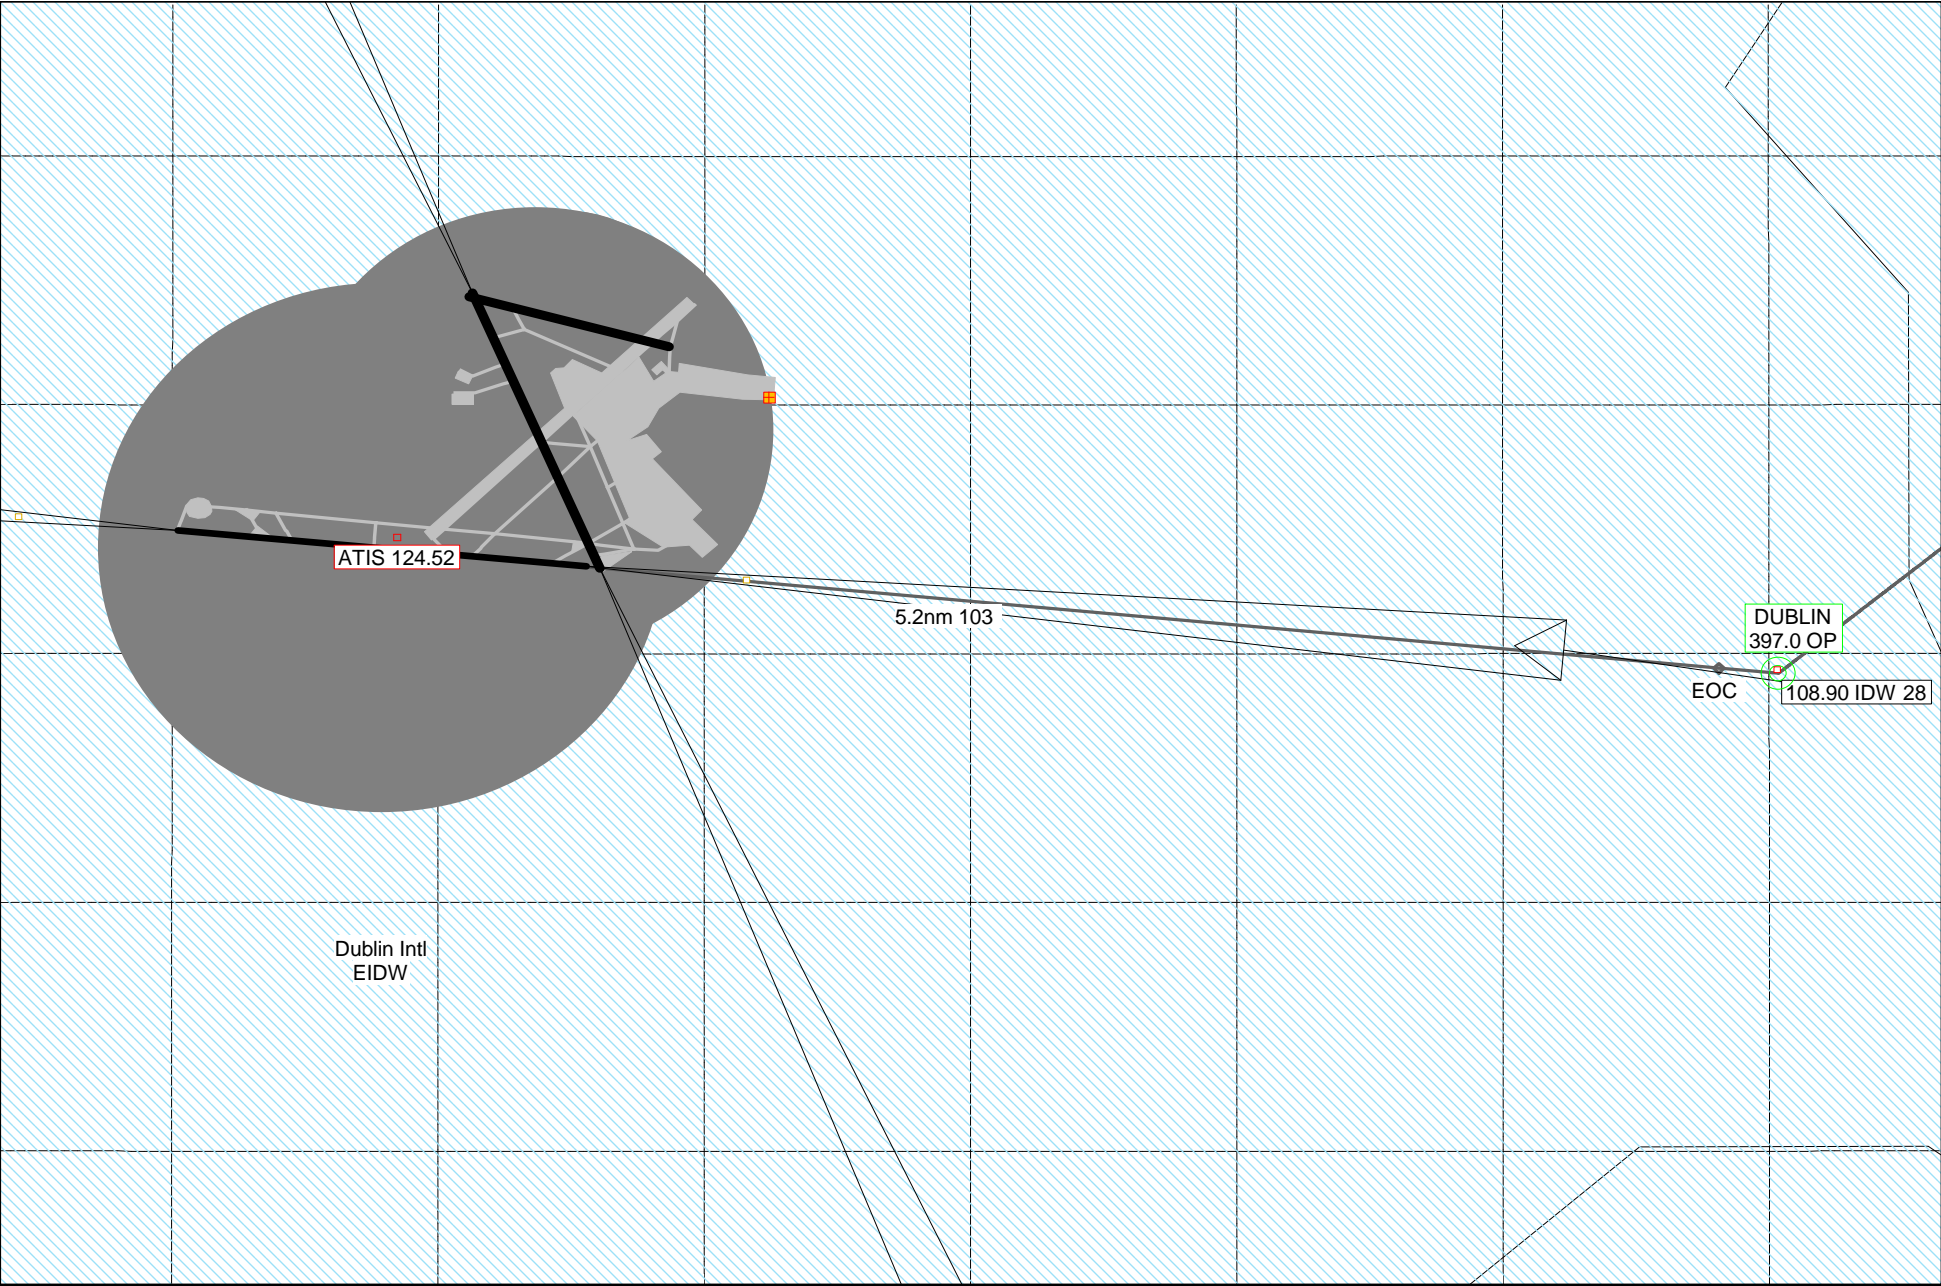 ATIS 124.52
5.2nm 103
DUBLIN
397.0 OP
EOC
108.90 IDW 28
Dublin Intl
EIDW